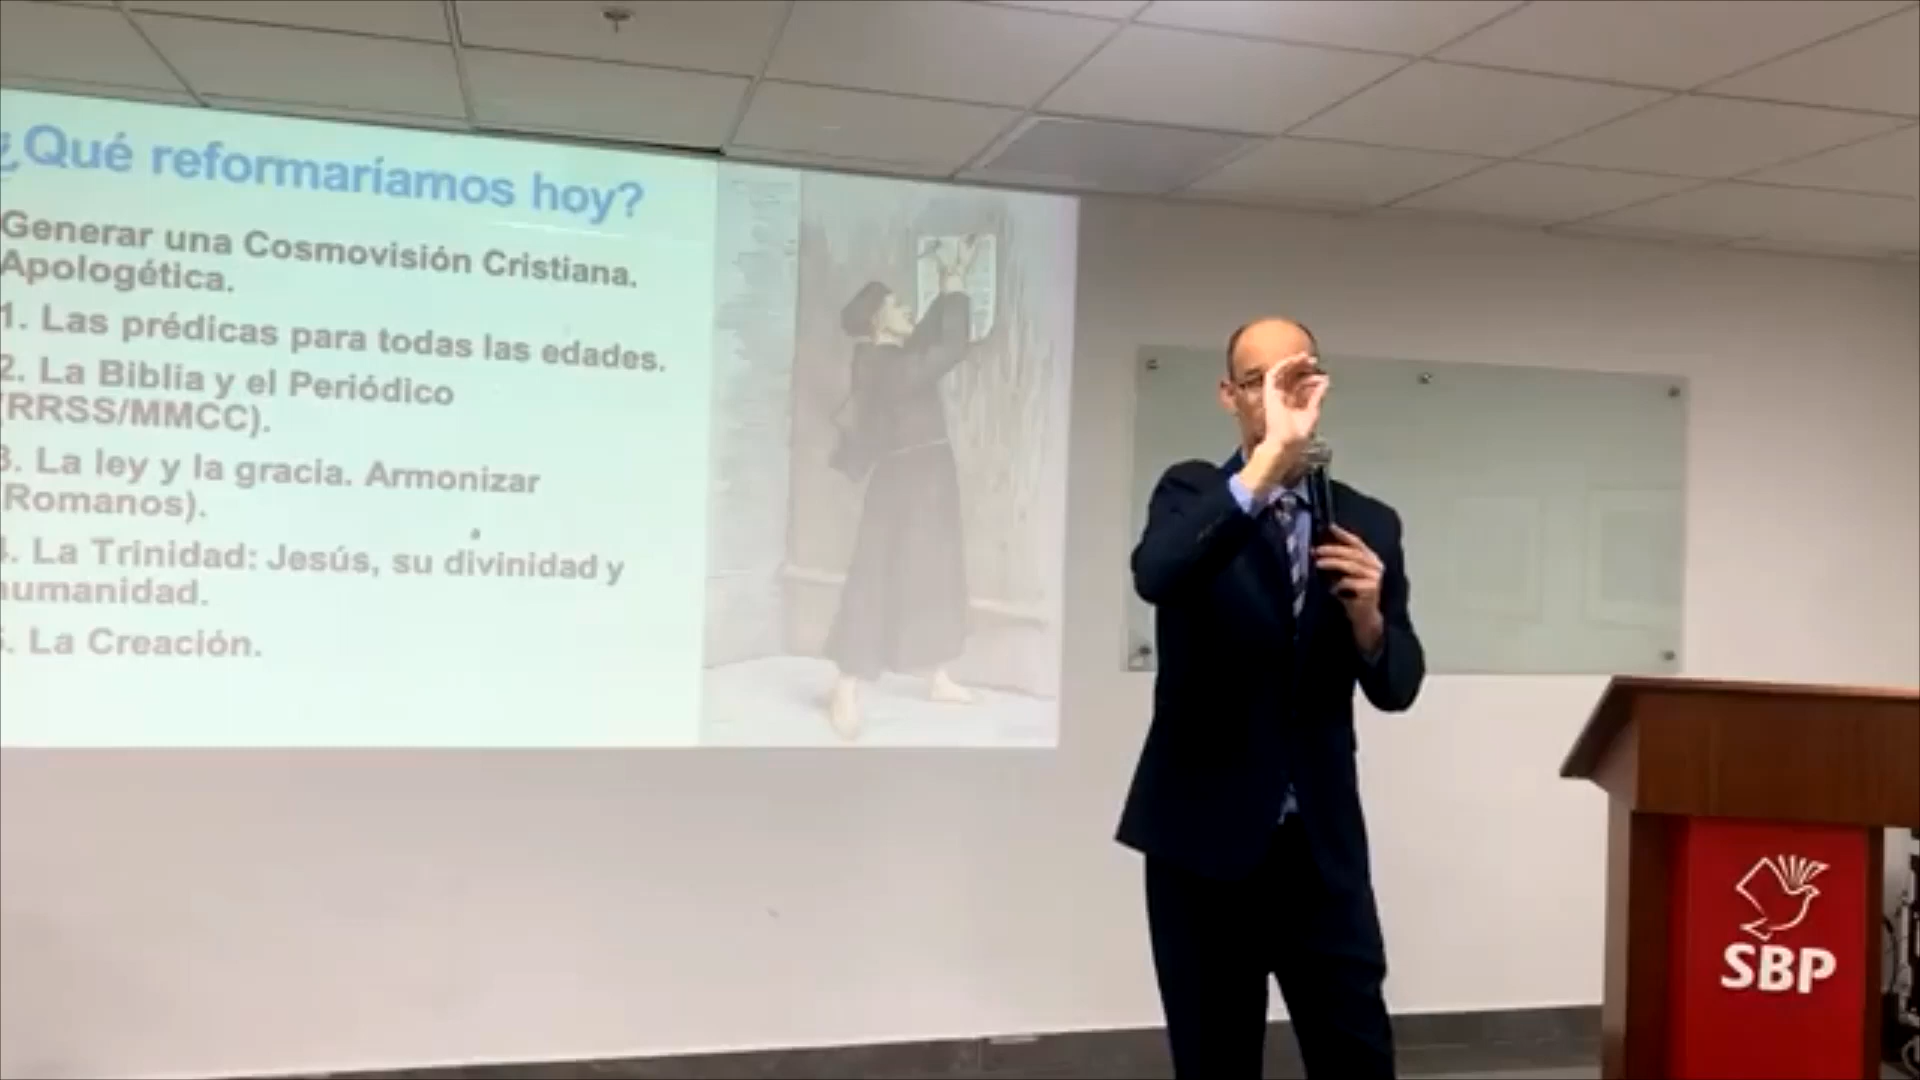 ¿Qué reformaríamos hoy?
Generar una Cosmovisión Cristiana.
Apologética.
1. Las prédicas para todas las edades.
2. La Biblia y el Periódico
(RRSS/MMCC).
3. La ley y la gracia. Armonizar
(Romanos).
4. La Trinidad: Jesús, su divinidad y
humanidad.
. La Creación.
SBP